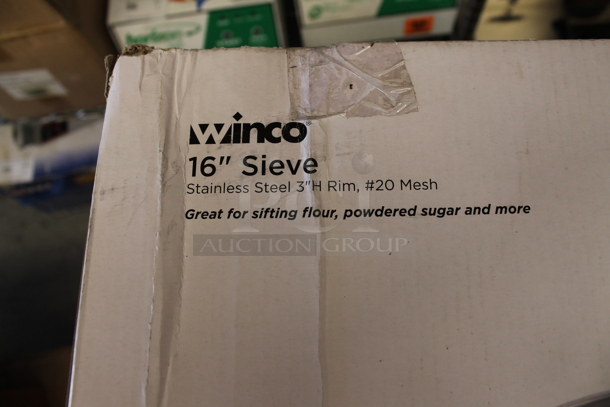 Winco®
16" Sieve
Stainless Steel 3"H Rim, #20 Mesh
Great for sifting flour, powdered sugar and more
PCI
AUCTION GROUP